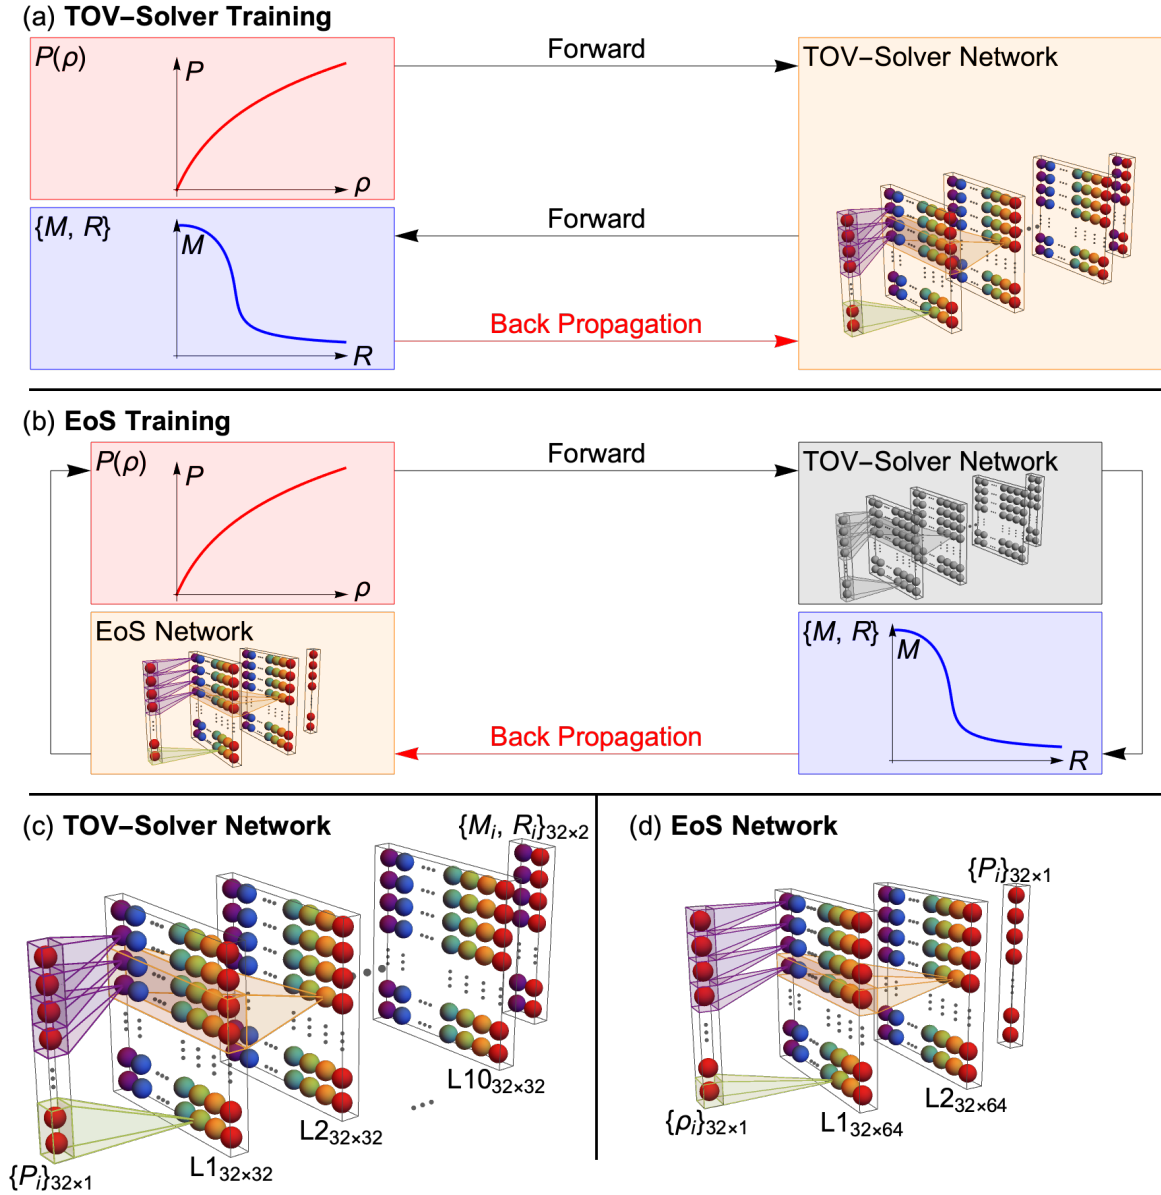 (a) TOV−Solver Training
P(ρ)
P
ρ
Forward
TOV−Solver Network
{M, R}
M
R
Forward
Back Propagation
(b) EoS Training
P(ρ)
P
ρ
Forward
TOV−Solver Network
EoS Network
{M, R}
M
R
Back Propagation
(c) TOV−Solver Network
{Mi, Ri}32×2
L1032×32
L232×32
L132×32
{Pi}32×1
(d) EoS Network
{Pi}32×1
L232×64
L132×64
{ρi}32×1